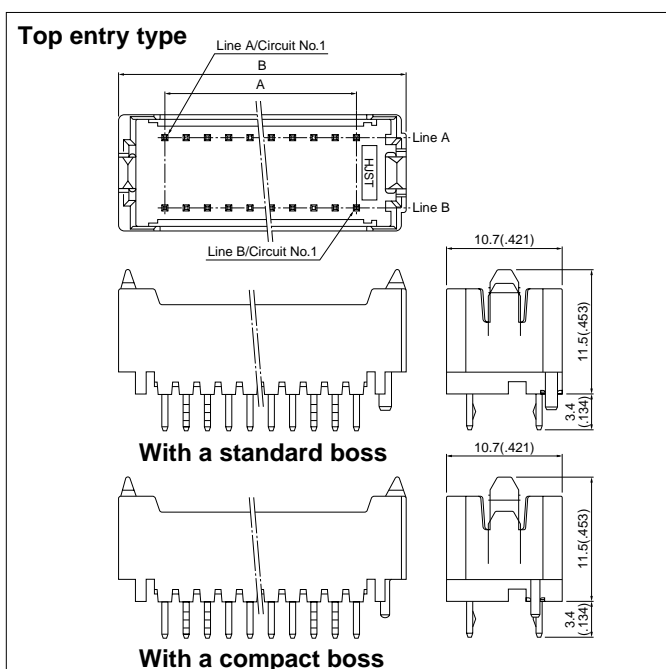 Top entry type
Line A/Circuit No.1
B
A
Line A
HJST
Line B
Line B/Circuit No.1
10.7(.421)
11.5(.453)
3.4
(.134)
With a standard boss
10.7(.421)
11.5(.453)
3.4
(.134)
With a compact boss